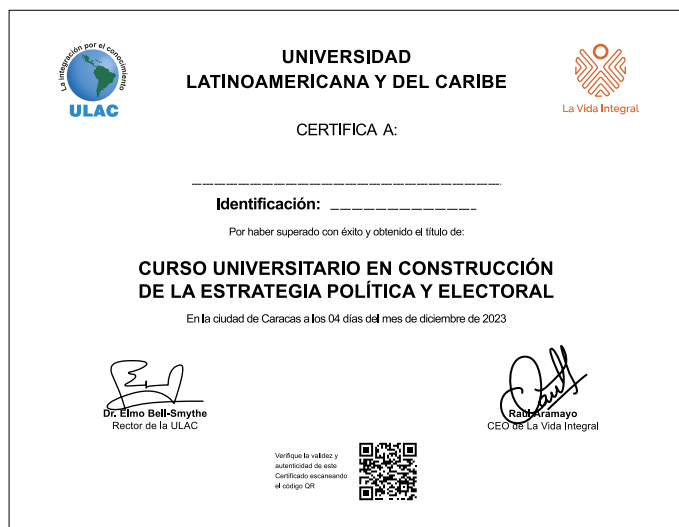 La integración por el conocimiento
ULAC
UNIVERSIDAD
LATINOAMERICANA Y DEL CARIBE
La Vida Integral
CERTIFICA A:
Identificación:
Por haber superado con éxito y obtenido el título de:
CURSO UNIVERSITARIO EN CONSTRUCCIÓN
DE LA ESTRATEGIA POLÍTICA Y ELECTORAL
En la ciudad de Caracas a los 04 días del mes de diciembre de 2023
Dr. Elmo Bell-Smythe
Rector de la ULAC
Raúl Aramayo
CEO de La Vida Integral
Verifique la validez y
autenticidad de este
Certificado escaneando
el código QR